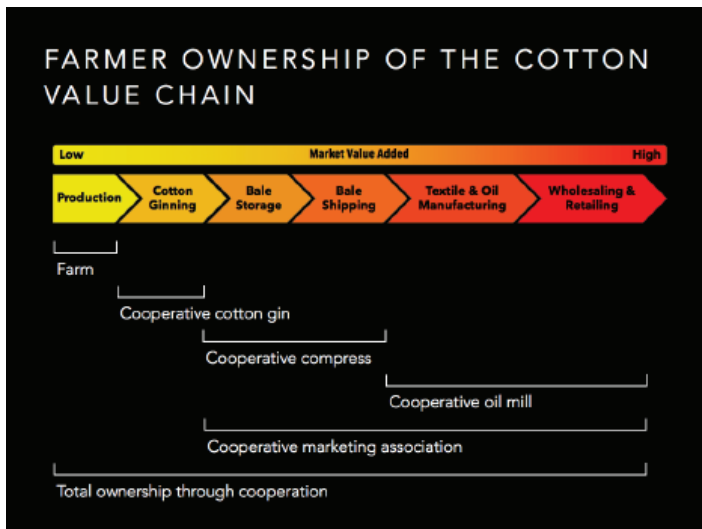 FARMER OWNERSHIP OF THE COTTON
VALUE CHAIN
Low Market Value Added High
Production Cotton Ginning Bale Storage Bale Shipping Textile & Oil Manufacturing Wholesaling & Retailing
Farm
Cooperative cotton gin
Cooperative compress
Cooperative oil mill
Cooperative marketing association
Total ownership through cooperation